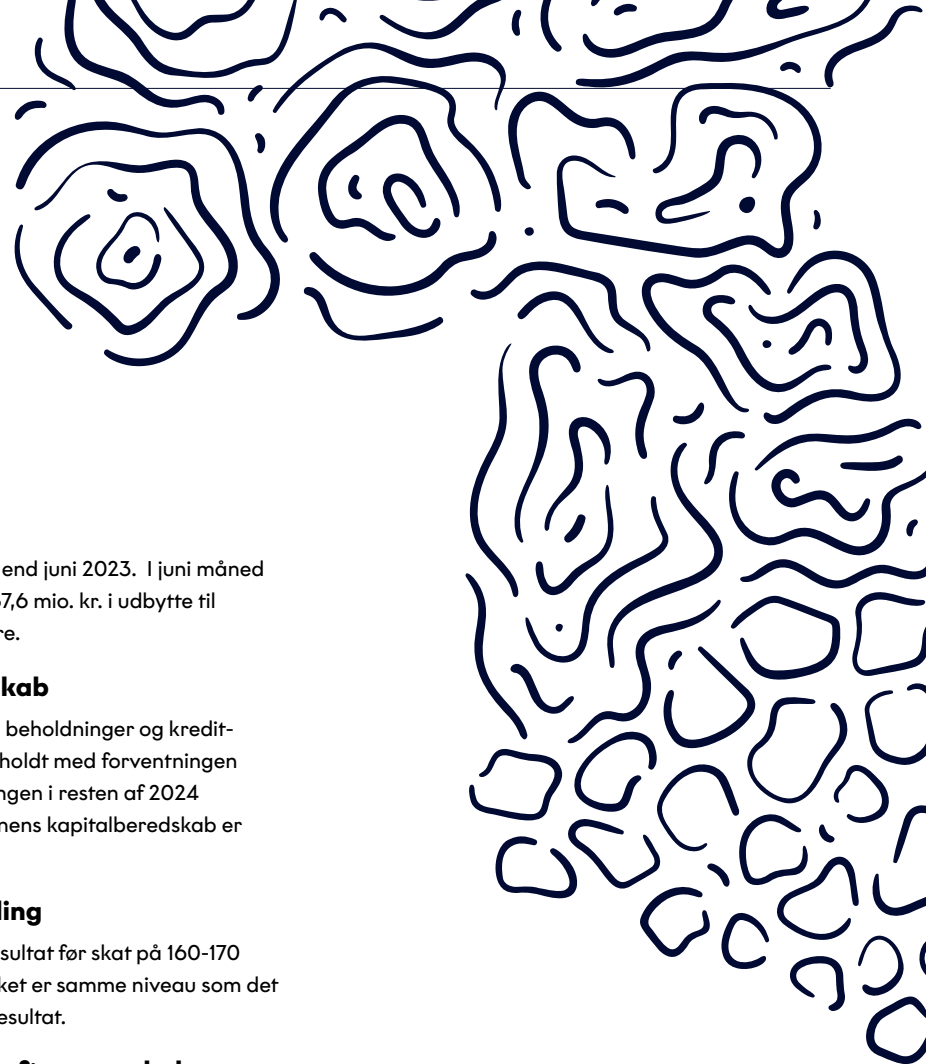 end juni 2023. I juni måned
7,6 mio. kr. i udbytte til
re.
kab
beholdninger og kredit-
holdt med forventningen
ngen i resten af 2024
nens kapitalberedskab er
ling
sultat før skat på 160-170
ket er samme niveau som det
esultat.